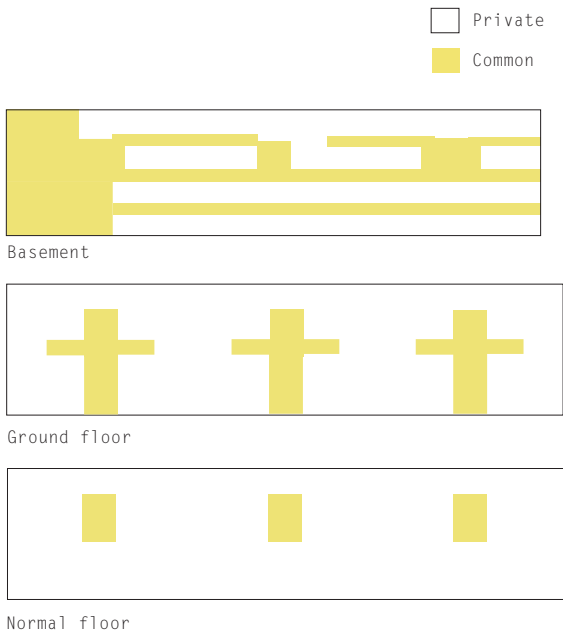 Private
Common
Basement
Ground floor
Normal floor